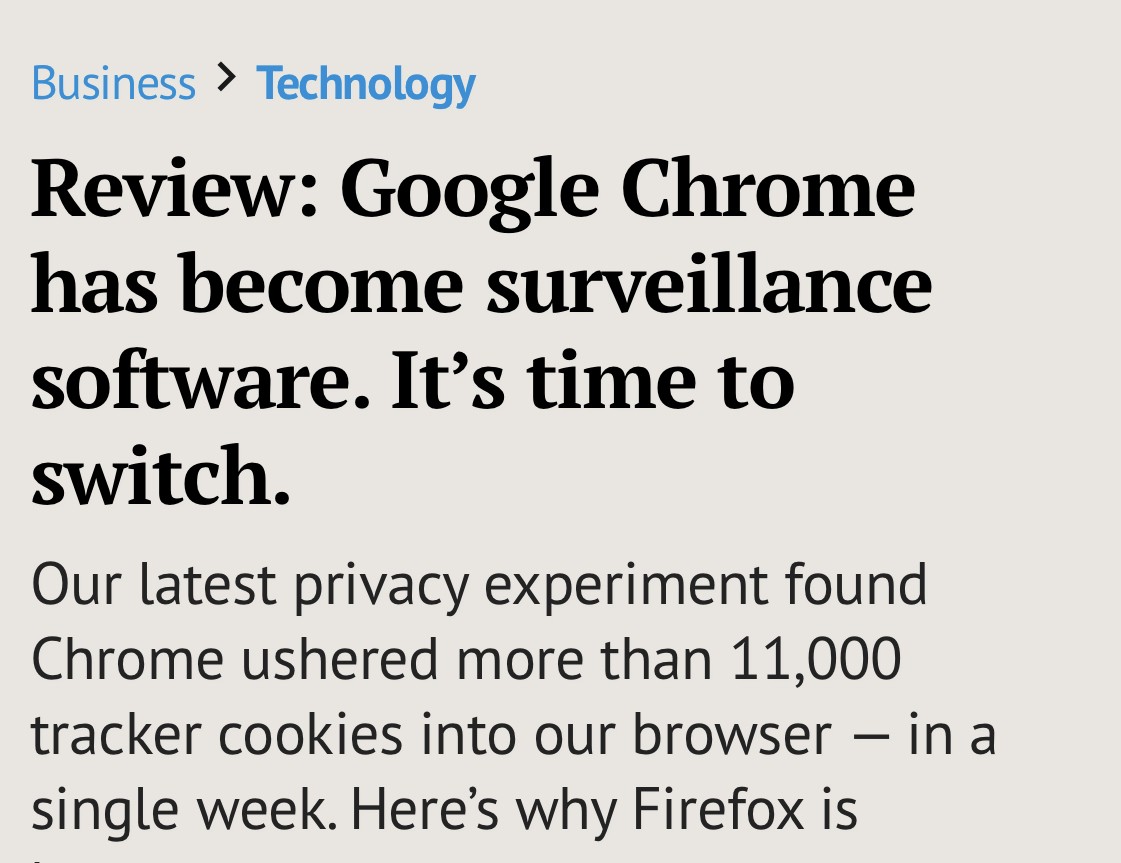 Business > Technology
Review: Google Chrome
has become surveillance
software. It’s time to
switch.
Our latest privacy experiment found
Chrome ushered more than 11,000
tracker cookies into our browser — in a
single week. Here’s why Firefox is